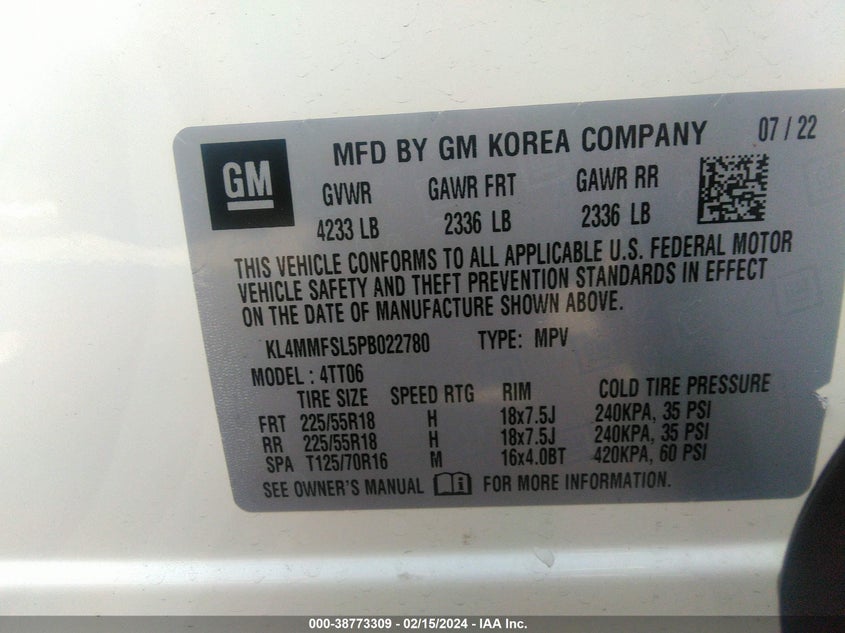 GM
MFD BY GM KOREA COMPANY 07 / 22
GVWR GAWR FRT GAWR RR
4233 LB 2336 LB 2336 LB
THIS VEHICLE CONFORMS TO ALL APPLICABLE U.S. FEDERAL MOTOR
VEHICLE SAFETY AND THEFT PREVENTION STANDARDS IN EFFECT
ON THE DATE OF MANUFACTURE SHOWN ABOVE.
KL4MMFSL5PB022780 TYPE: MPV
MODEL : 4TT06
TIRE SIZE SPEED RTG RIM COLD TIRE PRESSURE
FRT 225/55R18 H 18x7.5J 240KPA, 35 PSI
RR 225/55R18 H 18x7.5J 240KPA, 35 PSI
SPA T125/70R16 M 16x4.0BT 420KPA, 60 PSI
SEE OWNER'S MANUAL FOR MORE INFORMATION.
000-38773309 - 02/15/2024 - IAA Inc.